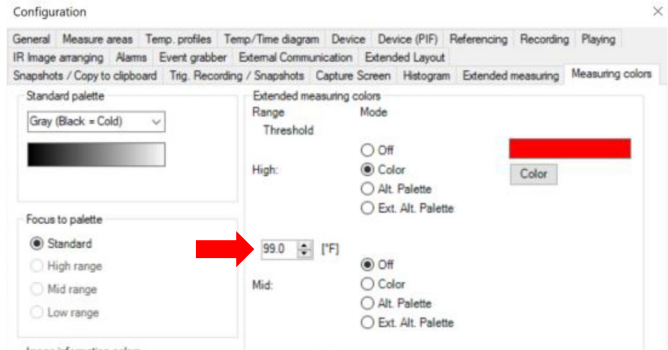 Configuration
General Measure areas Temp. profiles Temp/Time diagram Device Device (PIF) Referencing Recording Playing
IR Image arranging Alarms Event grabber External Communication Extended Layout
Snapshots / Copy to clipboard Trig. Recording / Snapshots Capture Screen Histogram Extended measuring Measuring colors
Standard palette
Gray (Black = Cold)
Focus to palette
Standard
High range
Mid range
Low range
Extended measuring colors
Range Mode
Threshold
High:
Off
Color
Alt. Palette
Ext. Alt. Palette
Color
99.0 [°F]
Mid:
Off
Color
Alt. Palette
Ext. Alt. Palette